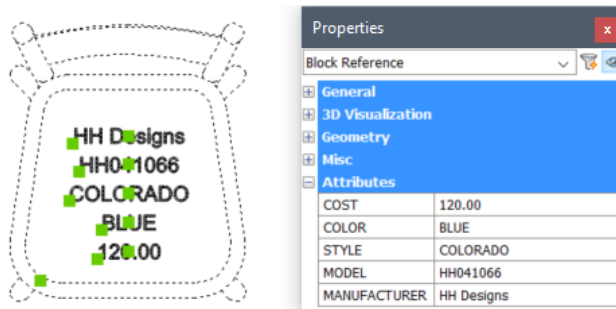 HH Designs
HH041066
COLORADO
BLUE
120.00
Properties
x
Block Reference
General
3D Visualization
Geometry
Misc
Attributes
COST 120.00
COLOR BLUE
STYLE COLORADO
MODEL HH041066
MANUFACTURER HH Designs